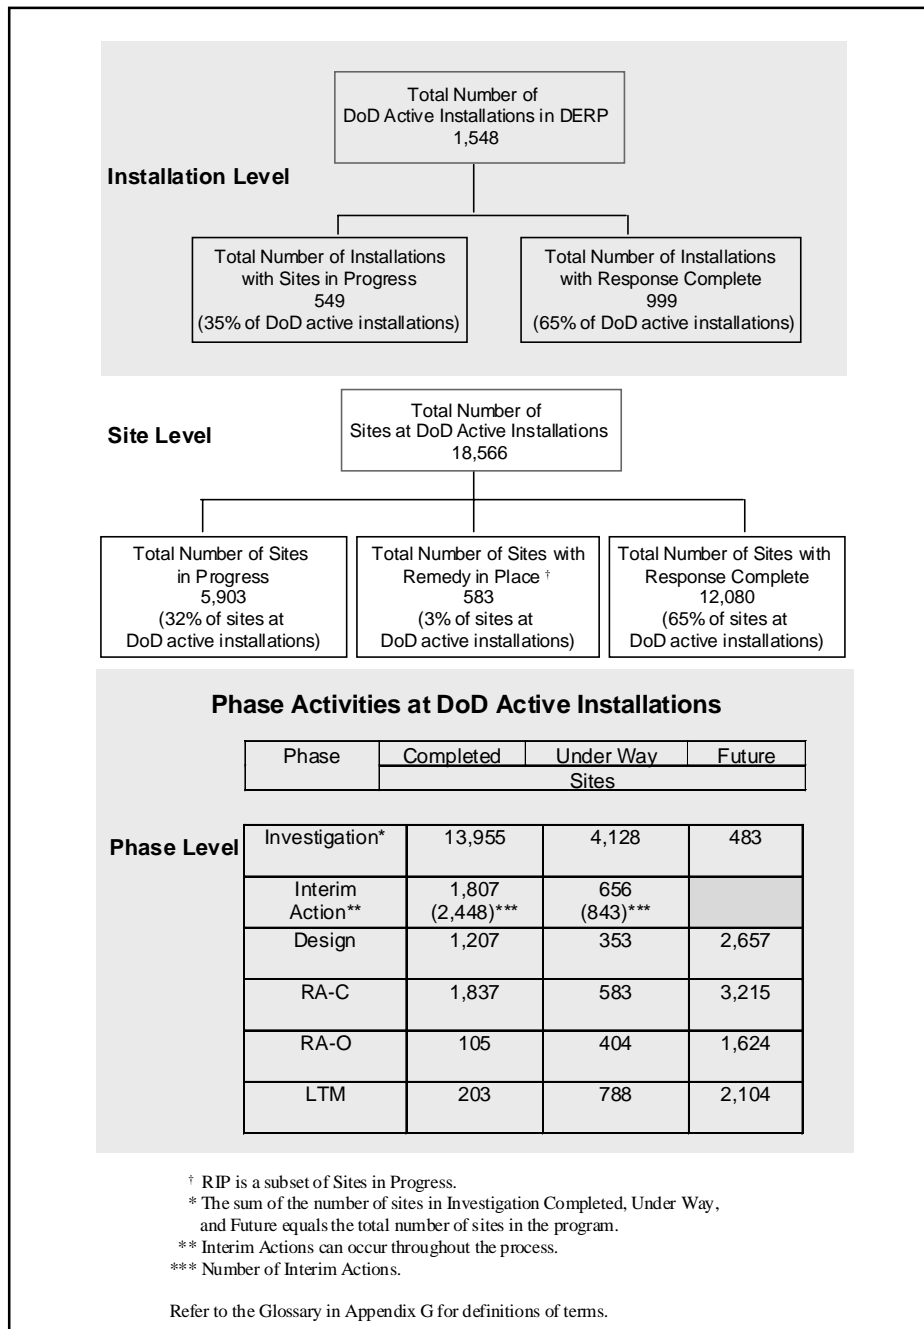 Total Number of
DoD Active Installations in DERP
1,548
Installation Level
Total Number of Installations
with Sites in Progress
549
(35% of DoD active installations)
Total Number of Installations
with Response Complete
999
(65% of DoD active installations)
Total Number of
Sites at DoD Active Installations
18,566
Site Level
Total Number of Sites
in Progress
5,903
(32% of sites at
DoD active installations)
Total Number of Sites with
Remedy in Place †
583
(3% of sites at
DoD active installations)
Total Number of Sites with
Response Complete
12,080
(65% of sites at
DoD active installations)
Phase Activities at DoD Active Installations
Phase Completed Under Way Future
Sites
Phase Level
Investigation* 13,955 4,128 483
Interim 1,807 656
Action** (2,448)*** (843)***
Design 1,207 353 2,657
RA-C 1,837 583 3,215
RA-O 105 404 1,624
LTM 203 788 2,104
† RIP is a subset of Sites in Progress.
* The sum of the number of sites in Investigation Completed, Under Way,
and Future equals the total number of sites in the program.
** Interim Actions can occur throughout the process.
*** Number of Interim Actions.
Refer to the Glossary in Appendix G for definitions of terms.